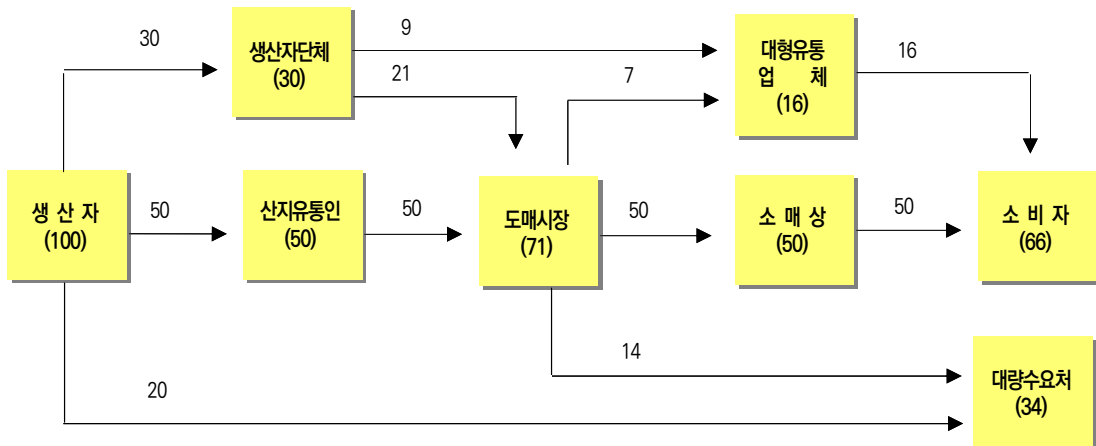 30
생산자단체
(30)
9
21
7
대형유통
업 체
(16)
16
생 산 자
(100)
50
산지유통인
(50)
50
도매시장
(71)
50
소 매 상
(50)
50
소 비 자
(66)
14
20
대량수요처
(34)